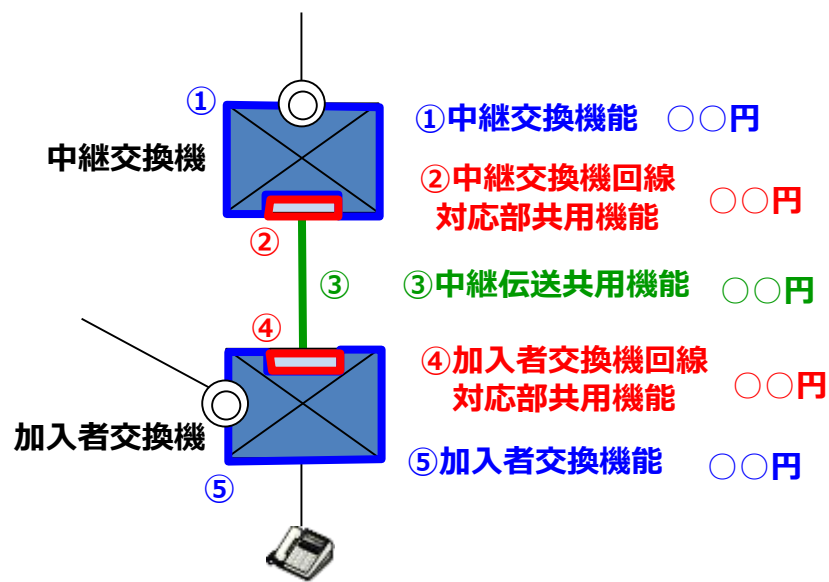 ①
①中継交換機能 ○○円
中継交換機
②中継交換機回線
対応部共用機能 ○○円
②
③
③中継伝送共用機能 ○○円
④
④加入者交換機回線
対応部共用機能 ○○円
加入者交換機
⑤加入者交換機能 ○○円
⑤